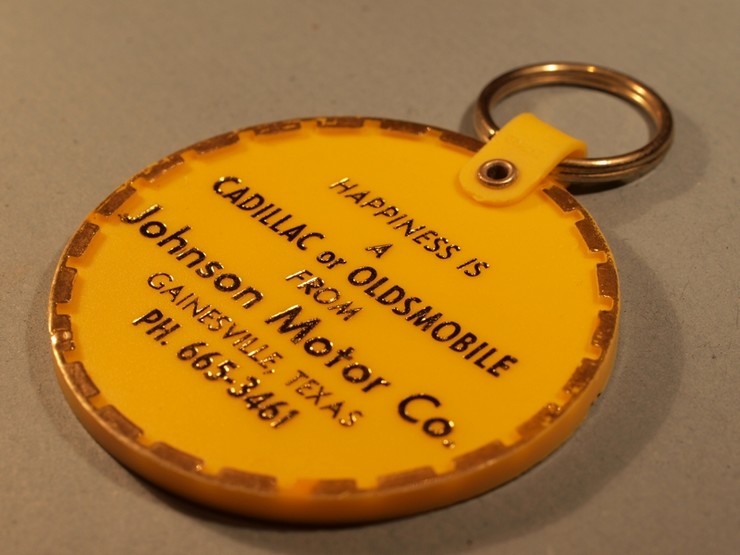 HAPPINESS IS
A
CADILLAC or OLDSMOBILE
FROM
Johnson Motor Co.
GAINESVILLE, TEXAS
PH. 665-3461